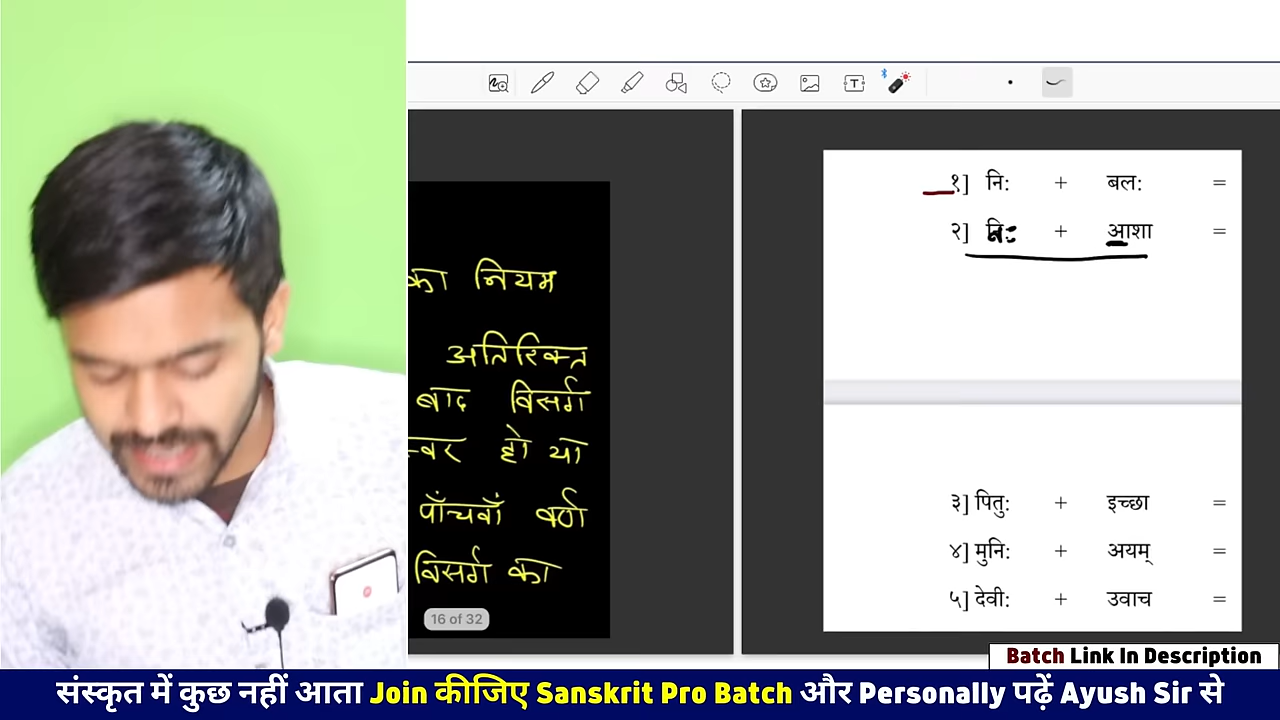 का नियम
अतिरिक्त
बाद विसर्ग
स्वर हो या
पाँचवाँ वर्ण
विसर्ग का
16 of 32
१] नि: + बल: =
२] नि: + आशा =
३] पितु: + इच्छा =
४] मुनि: + अयम् =
५] देवी: + उवाच =
Batch Link In Description
संस्कृत में कुछ नहीं आता Join कीजिए Sanskrit Pro Batch और Personally पढ़ें Ayush Sir से